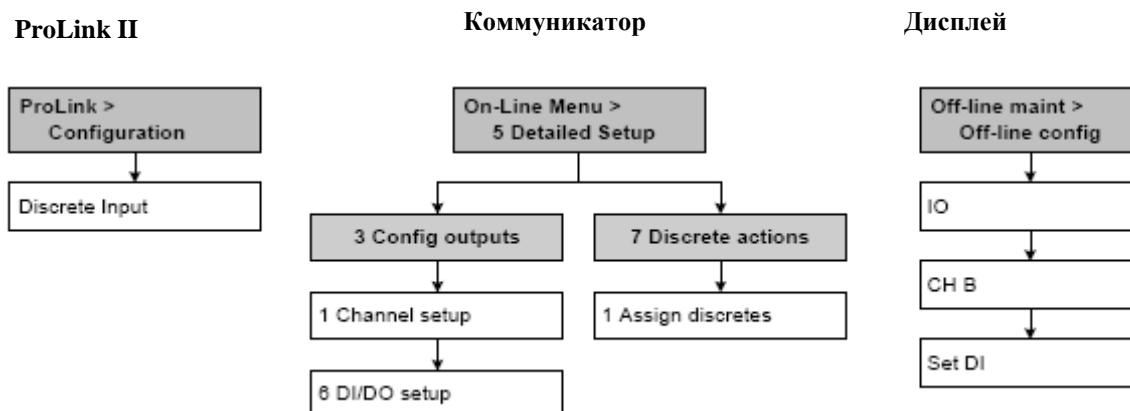 ProLink II
Коммуникатор
Дисплей
ProLink >
Configuration
Discrete Input
On-Line Menu >
5 Detailed Setup
3 Config outputs
1 Channel setup
6 DI/DO setup
7 Discrete actions
1 Assign discretes
Off-line maint >
Off-line config
IO
CH B
Set DI